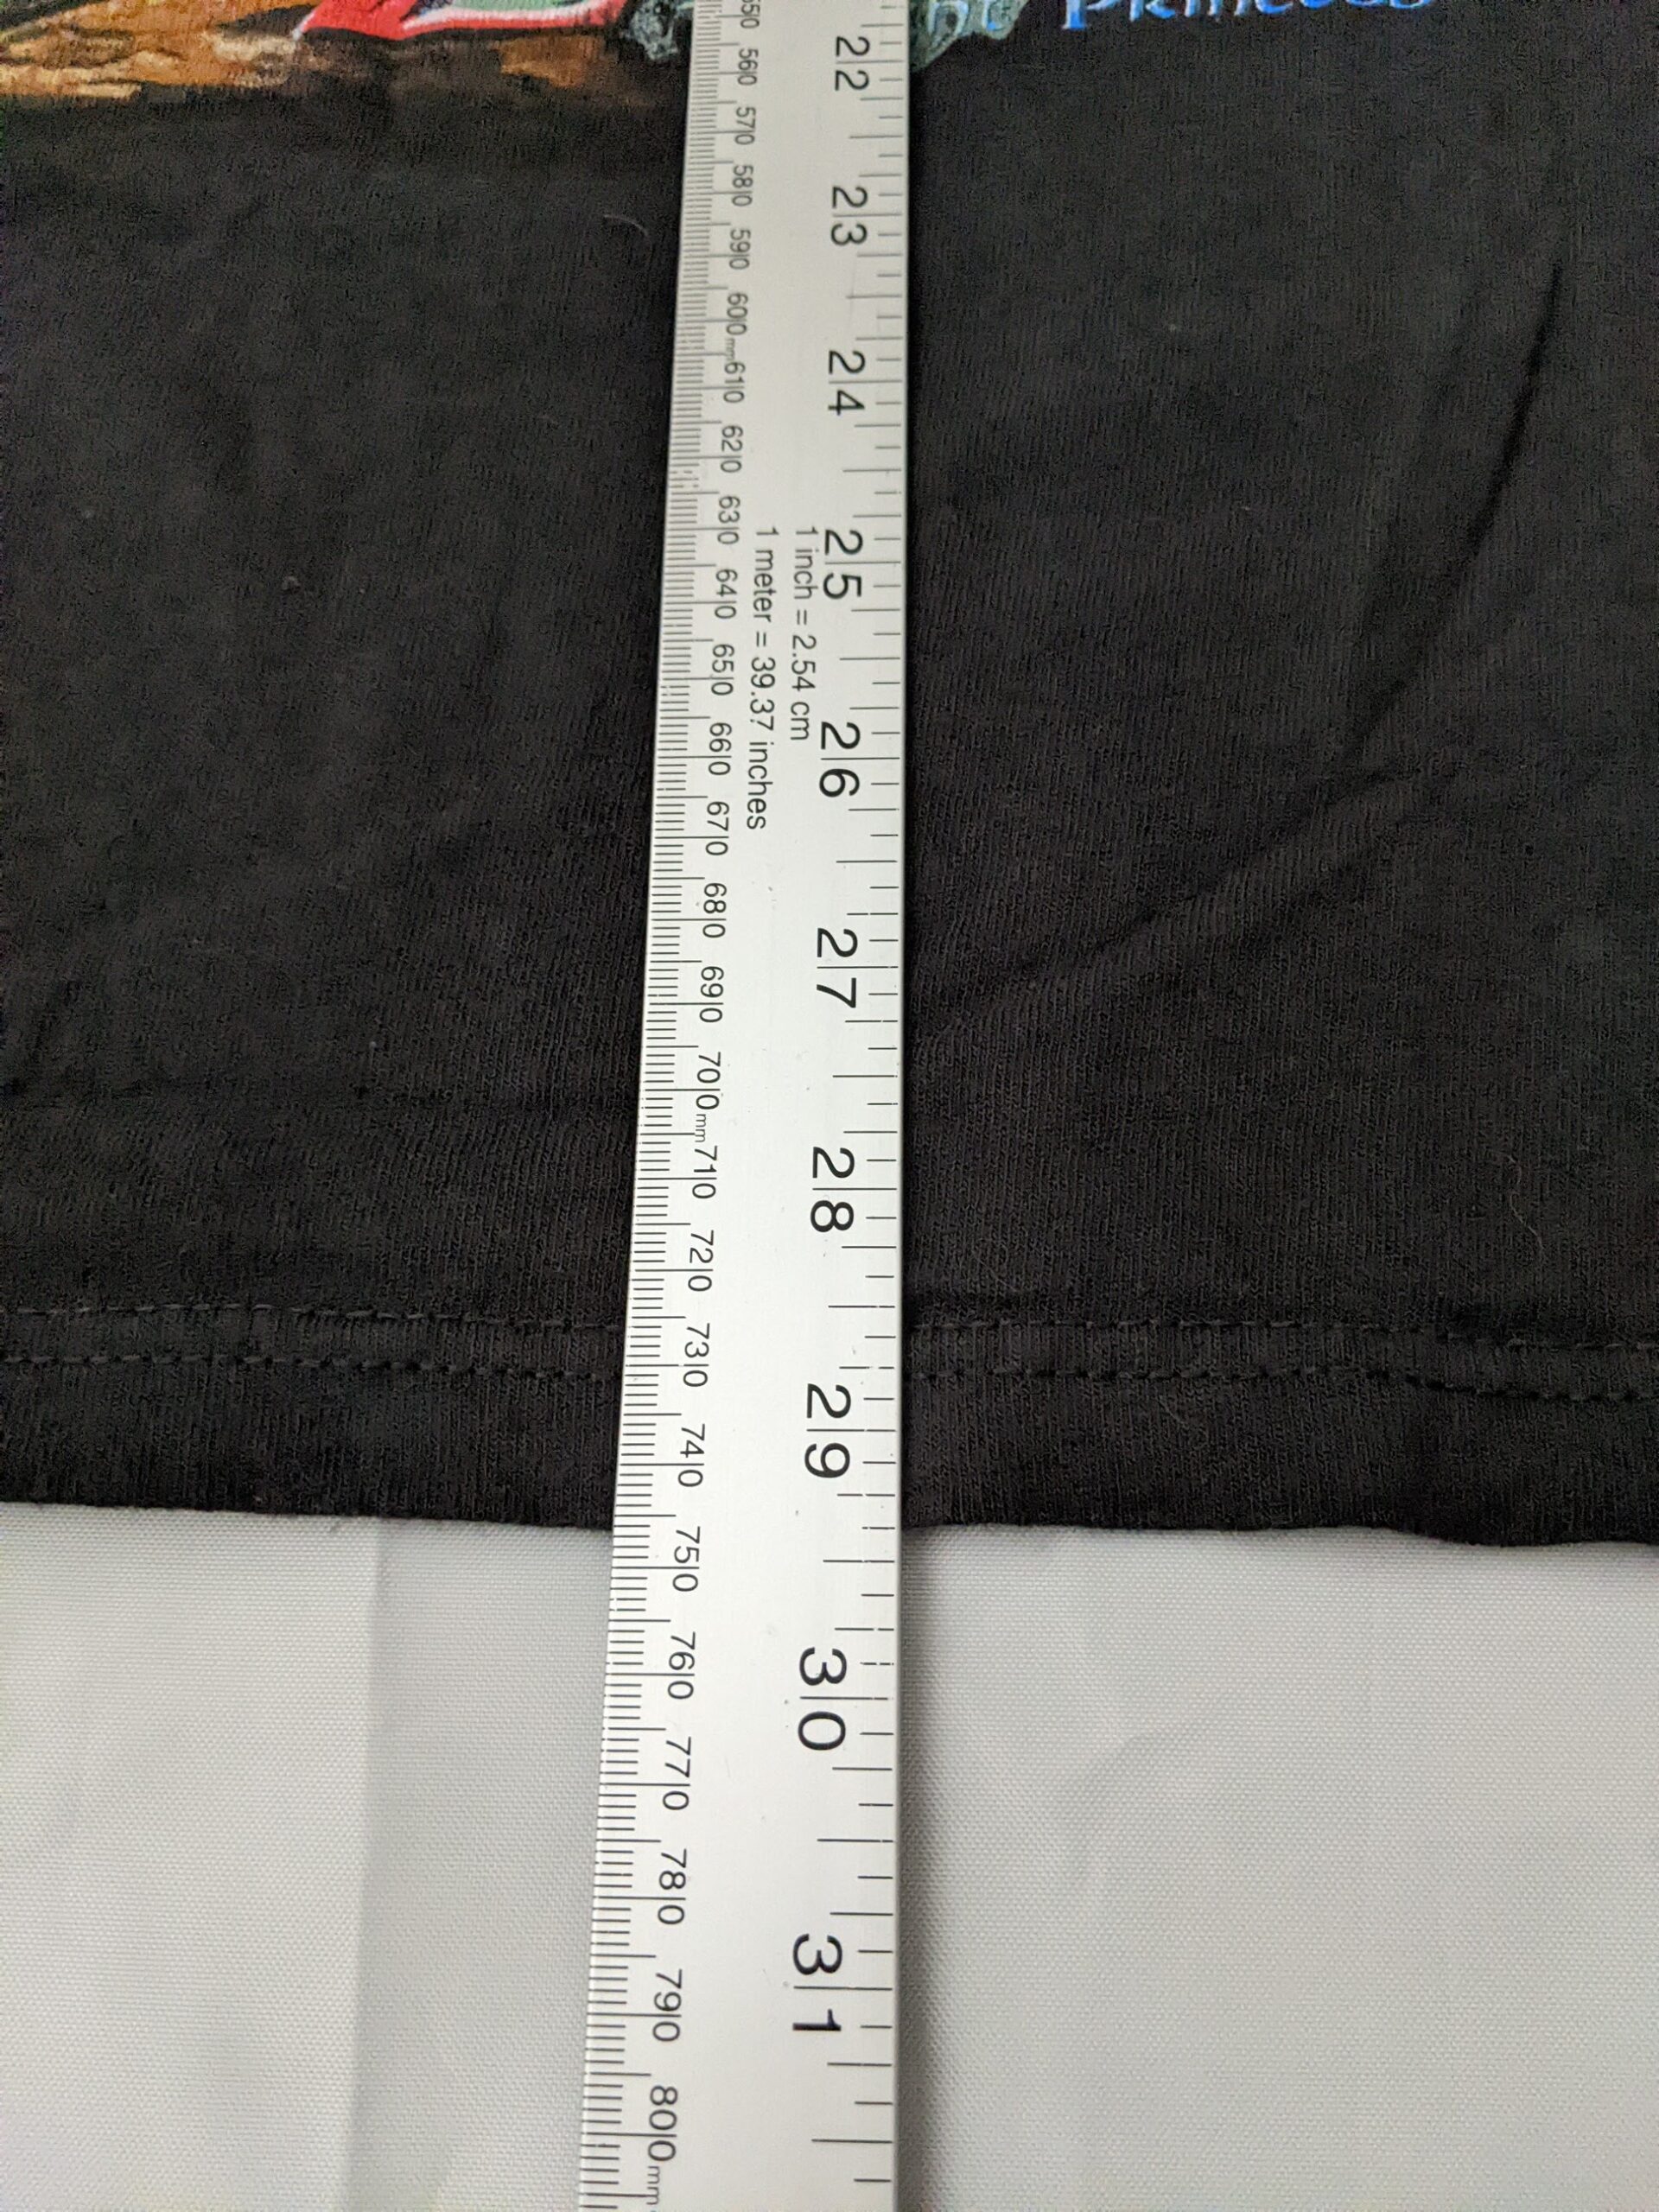 Princess
22 23 24 25 26 27 28 29 30 31
1 inch = 2.54 cm
1 meter = 39.37 inches
560 570 580 590 600mm 610 620 630 640 650 660 670 680 690 700mm 710 720 730 740 750 760 770 780 790 800mm